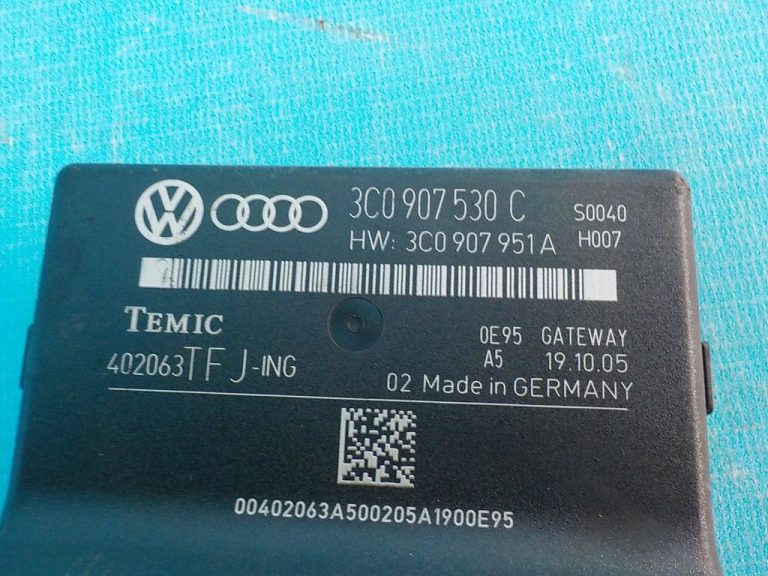 3C0 907 530 C S0040
HW: 3C0 907 951 A H007
TEMIC
0E95 GATEWAY
402063TFJ-ING A5 19.10.05
02 Made in GERMANY
00402063A500205A1900E95